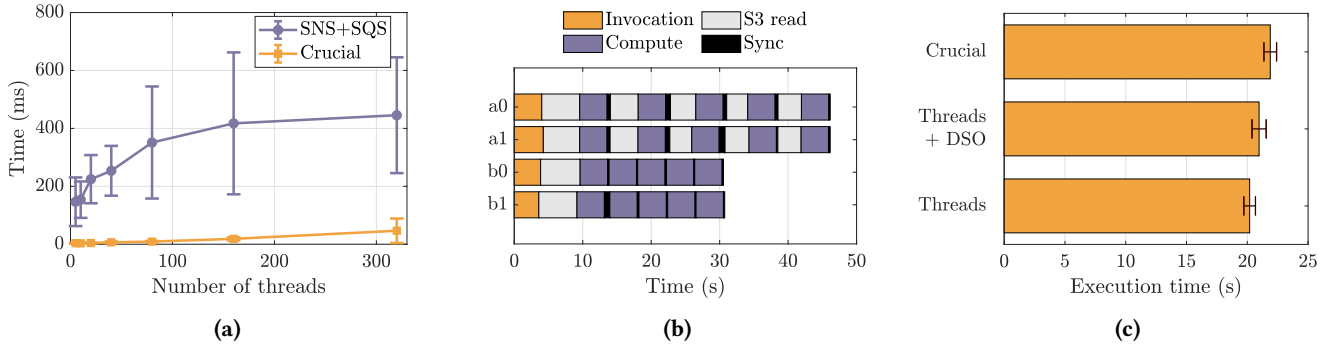 800
600
400
200
0
Time (ms)
SNS+SQS
Crucial
0 100 200 300
Number of threads
(a)
Invocation S3 read
Compute Sync
a0
a1
b0
b1
0 10 20 30 40 50
Time (s)
(b)
Crucial
Threads
+ DSO
Threads
0 5 10 15 20 25
Execution time (s)
(c)